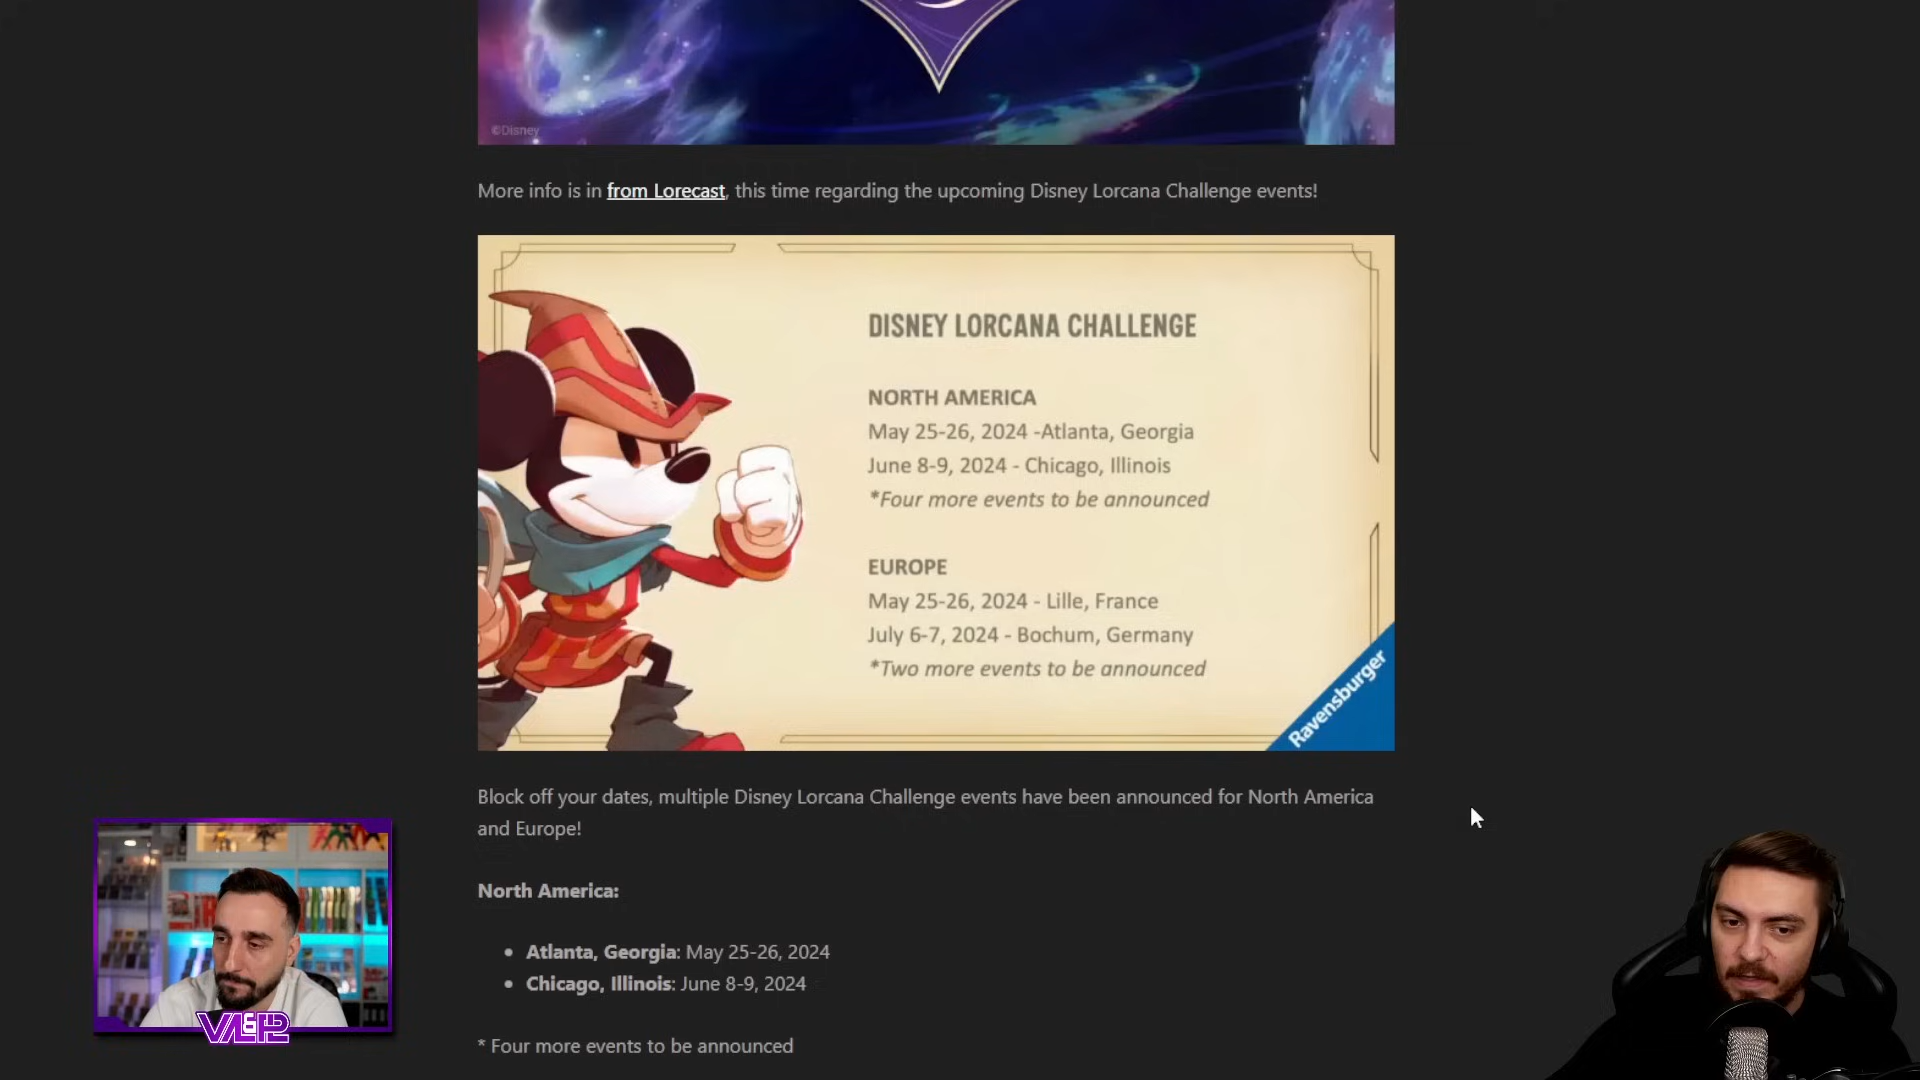 ©Disney
More info is in from Lorecast, this time regarding the upcoming Disney Lorcana Challenge events!
DISNEY LORCANA CHALLENGE
NORTH AMERICA
May 25-26, 2024 -Atlanta, Georgia
June 8-9, 2024 - Chicago, Illinois
*Four more events to be announced
EUROPE
May 25-26, 2024 - Lille, France
July 6-7, 2024 - Bochum, Germany
*Two more events to be announced
Ravensburger
Block off your dates, multiple Disney Lorcana Challenge events have been announced for North America
and Europe!
North America:
• Atlanta, Georgia: May 25-26, 2024
• Chicago, Illinois: June 8-9, 2024
* Four more events to be announced